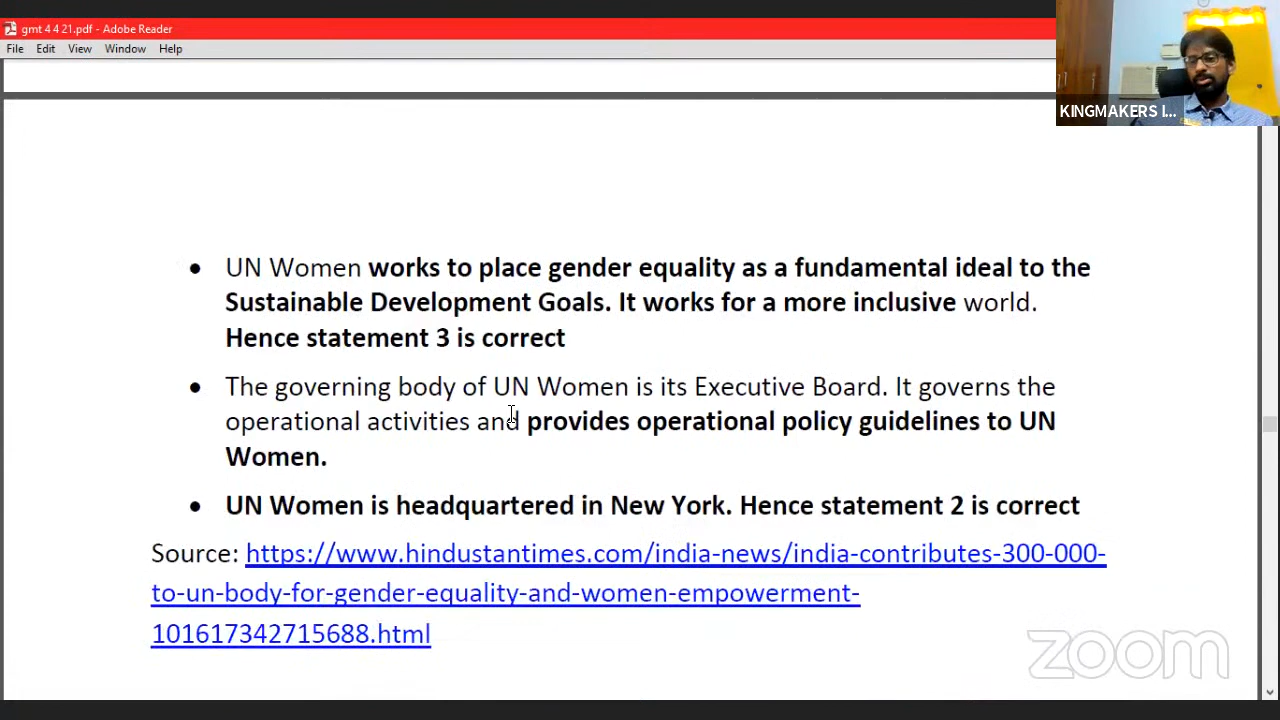 gmt 4 4 21.pdf - Adobe Reader
File Edit View Window Help
KINGMAKERS I...
• UN Women works to place gender equality as a fundamental ideal to the
Sustainable Development Goals. It works for a more inclusive world.
Hence statement 3 is correct
• The governing body of UN Women is its Executive Board. It governs the
operational activities and provides operational policy guidelines to UN
Women.
• UN Women is headquartered in New York. Hence statement 2 is correct
Source: https://www.hindustantimes.com/india-news/india-contributes-300-000-
to-un-body-for-gender-equality-and-women-empowerment-
101617342715688.html
zoom